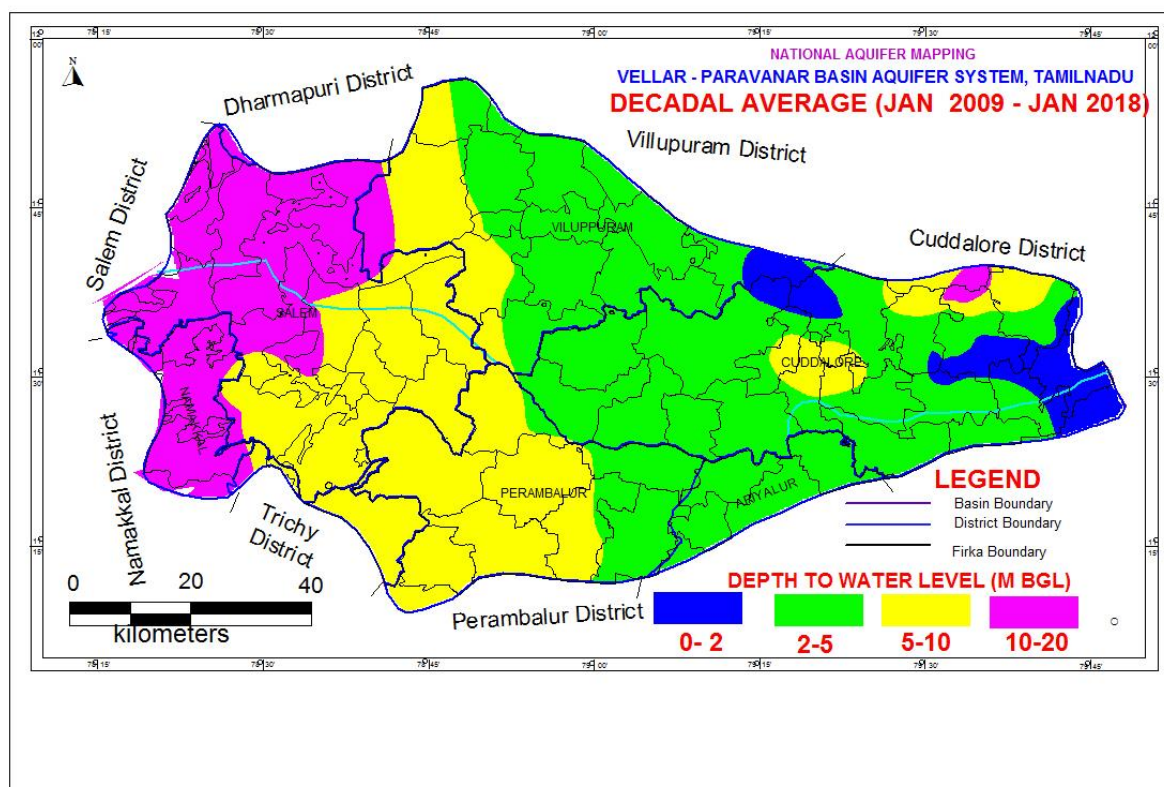 NATIONAL AQUIFER MAPPING
VELLAR - PARAVANAR BASIN AQUIFER SYSTEM, TAMILNADU
DECADAL AVERAGE (JAN 2009 - JAN 2018)
N
Dharmapuri District
Villupuram District
Salem District
Cuddalore District
VILUPPURAM
SALEM
CUDDALORE
NAMAKKAL
Namakkal District
Trichy
District
PERAMBALUR
ARIYALUR
Perambalur District
LEGEND
Basin Boundary
District Boundary
Firka Boundary
0 20 40
kilometers
DEPTH TO WATER LEVEL (M BGL)
0- 2 2-5 5-10 10-20